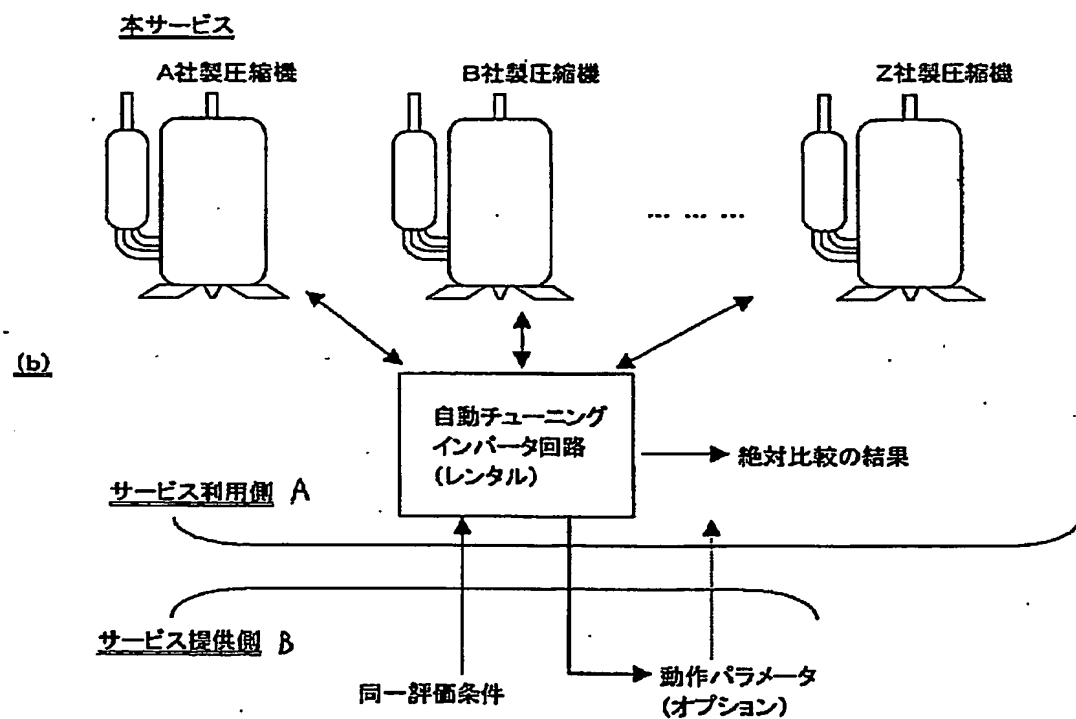 本サービス
A社製圧縮機
B社製圧縮機
Z社製圧縮機
… … …
(b)
自動チューニング
インバータ回路
(レンタル)
絶対比較の結果
サービス利用側 A
サービス提供側 B
同一評価条件
動作パラメータ
(オプション)